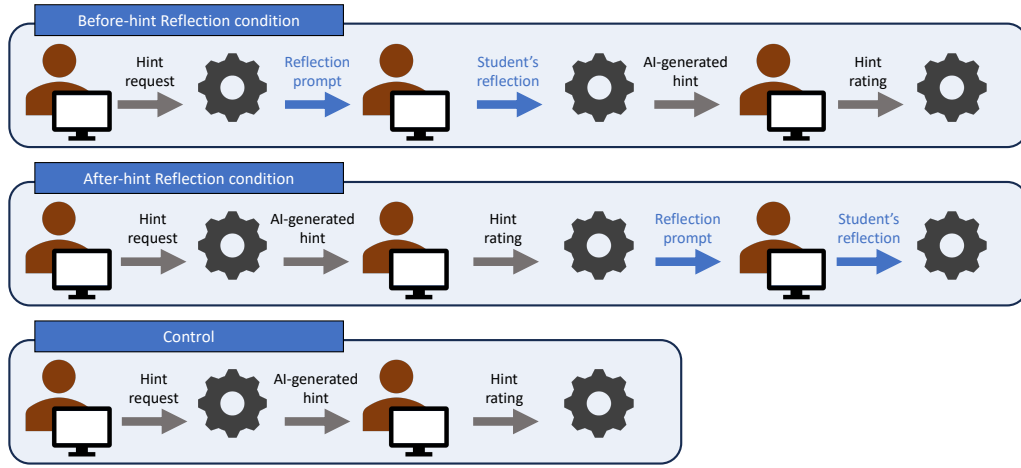 Before-hint Reflection condition
Hint
request
Reflection
prompt
Student's
reflection
AI-generated
hint
Hint
rating
After-hint Reflection condition
Hint
request
AI-generated
hint
Hint
rating
Reflection
prompt
Student's
reflection
Control
Hint
request
AI-generated
hint
Hint
rating